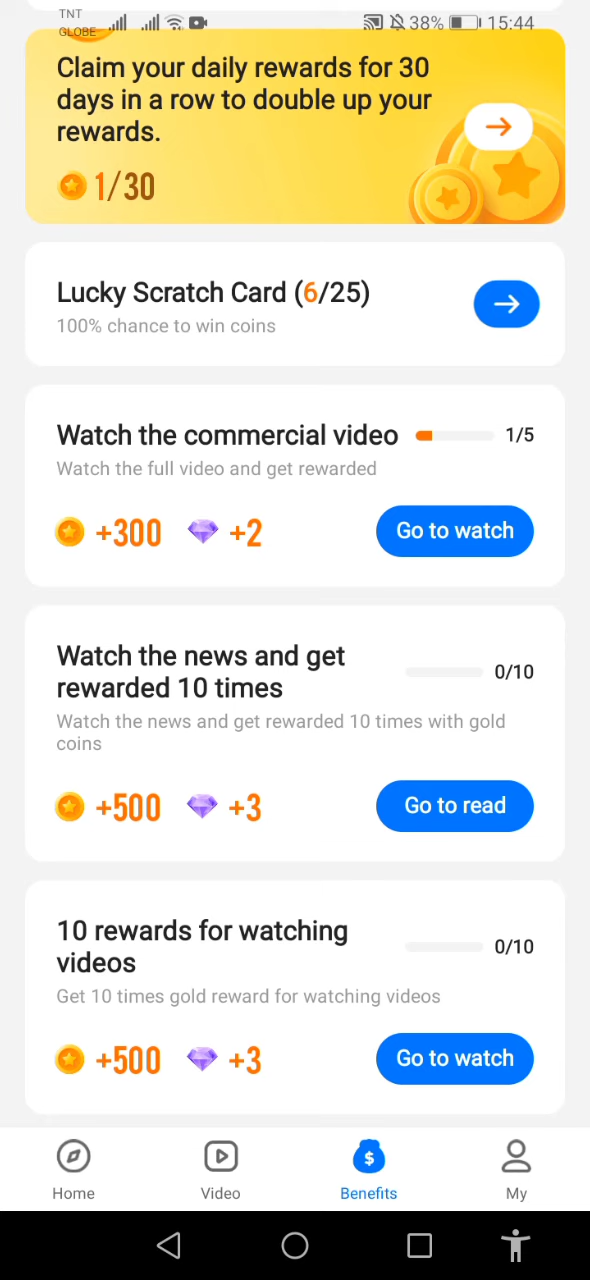 TNT
GLOBE
38%
15:44
Claim your daily rewards for 30
days in a row to double up your
rewards.
1/30
Lucky Scratch Card (6/25)
100% chance to win coins
Watch the commercial video
1/5
Watch the full video and get rewarded
+300
+2
Go to watch
Watch the news and get
rewarded 10 times
0/10
Watch the news and get rewarded 10 times with gold
coins
+500
+3
Go to read
10 rewards for watching
videos
0/10
Get 10 times gold reward for watching videos
+500
+3
Go to watch
Home
Video
Benefits
My